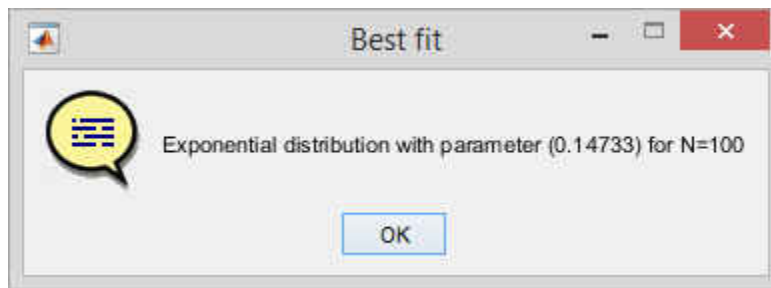 Best fit
Exponential distribution with parameter (0.14733) for N=100
OK